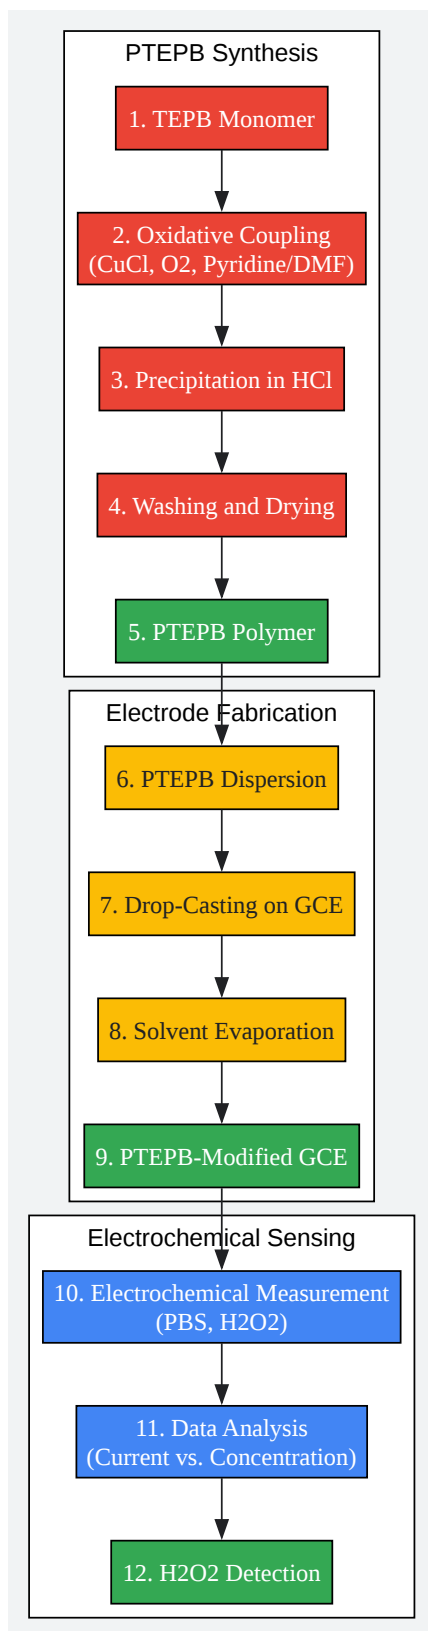 PTEPB Synthesis
1. TEPB Monomer
2. Oxidative Coupling
(CuCl, O2, Pyridine/DMF)
3. Precipitation in HCl
4. Washing and Drying
5. PTEPB Polymer
Electrode Fabrication
6. PTEPB Dispersion
7. Drop-Casting on GCE
8. Solvent Evaporation
9. PTEPB-Modified GCE
Electrochemical Sensing
10. Electrochemical Measurement
(PBS, H2O2)
11. Data Analysis
(Current vs. Concentration)
12. H2O2 Detection